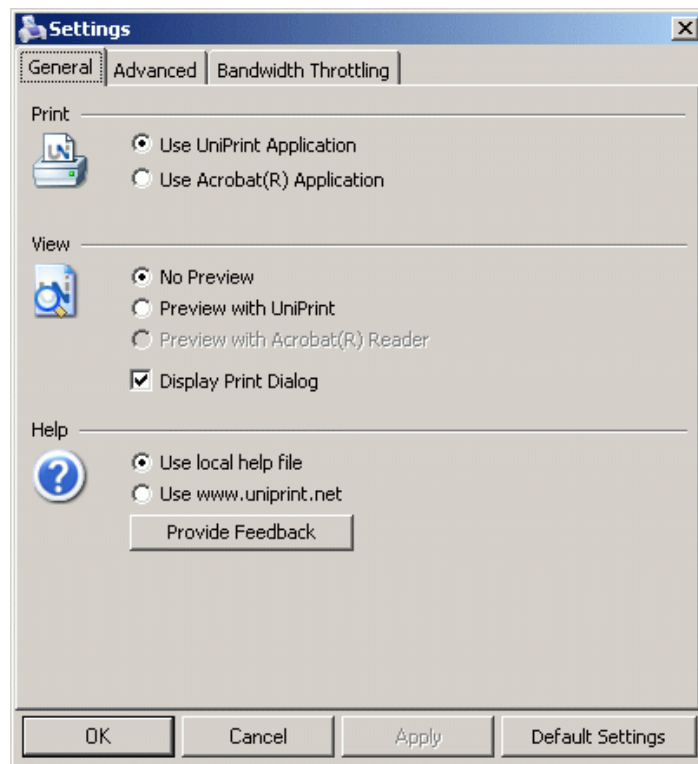 Settings
General Advanced Bandwidth Throttling
Print
Use UniPrint Application
Use Acrobat(R) Application
View
No Preview
Preview with UniPrint
Preview with Acrobat(R) Reader
Display Print Dialog
Help
Use local help file
Use www.uniprint.net
Provide Feedback
OK Cancel Apply Default Settings